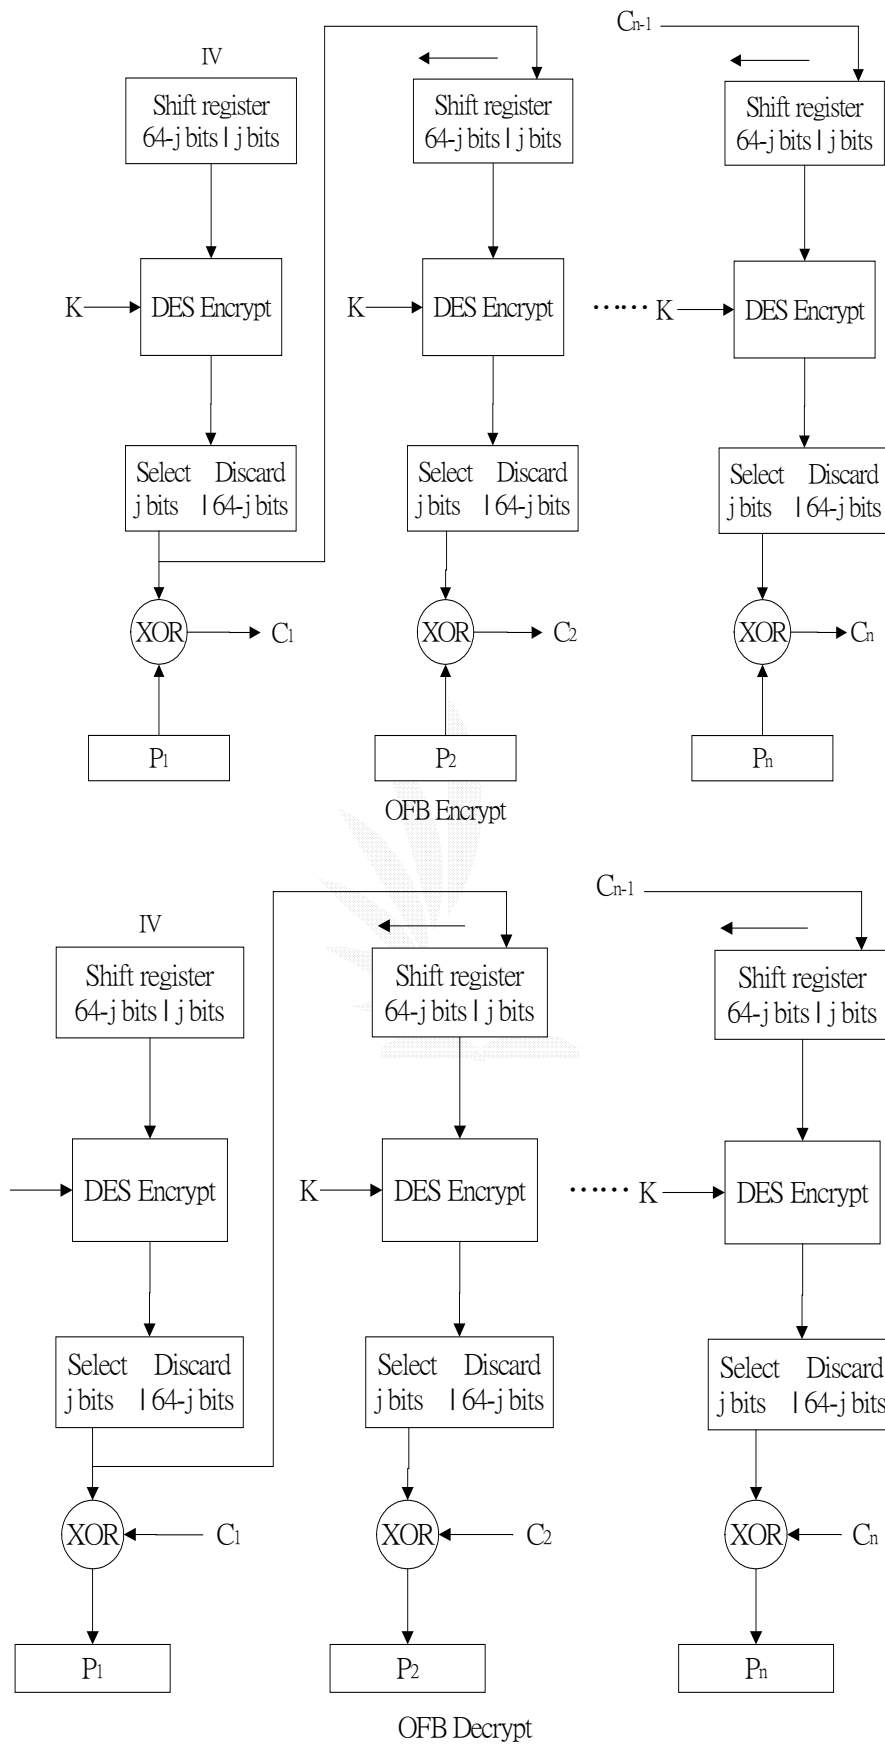 C n-1
IV
Shift register
64-j bits | j bits
Shift register
64-j bits | j bits
Shift register
64-j bits | j bits
K
DES Encrypt
K
DES Encrypt
…… K
DES Encrypt
Select Discard
j bits | 64-j bits
Select Discard
j bits | 64-j bits
Select Discard
j bits | 64-j bits
XOR
C1
XOR
C2
XOR
Cn
P1
P2
Pn
OFB Encrypt
C n-1
IV
Shift register
64-j bits | j bits
Shift register
64-j bits | j bits
Shift register
64-j bits | j bits
DES Encrypt
K
DES Encrypt
…… K
DES Encrypt
Select Discard
j bits | 64-j bits
Select Discard
j bits | 64-j bits
Select Discard
j bits | 64-j bits
XOR
C1
XOR
C2
XOR
Cn
P1
P2
Pn
OFB Decrypt